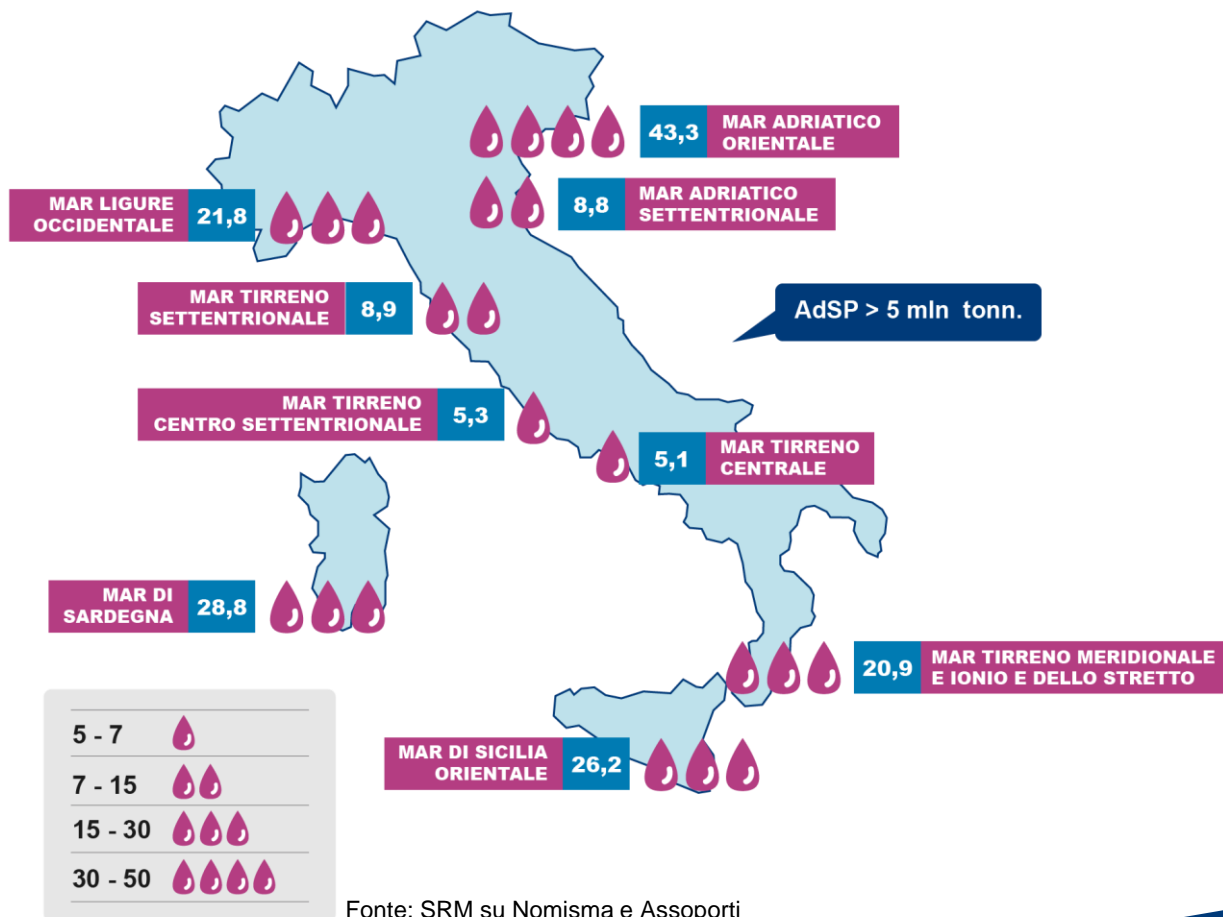 43,3
MAR ADRIATICO
ORIENTALE
8,8
MAR ADRIATICO
SETTENTRIONALE
MAR LIGURE
OCCIDENTALE
21,8
MAR TIRRENO
SETTENTRIONALE
8,9
AdSP > 5 mln tonn.
MAR TIRRENO
CENTRO SETTENTRIONALE
5,3
5,1
MAR TIRRENO
CENTRALE
MAR DI
SARDEGNA
28,8
20,9
MAR TIRRENO MERIDIONALE
E IONIO E DELLO STRETTO
MAR DI SICILIA
ORIENTALE
26,2
5 - 7
7 - 15
15 - 30
30 - 50
Fonte: SRM su Nomisma e Assoporti